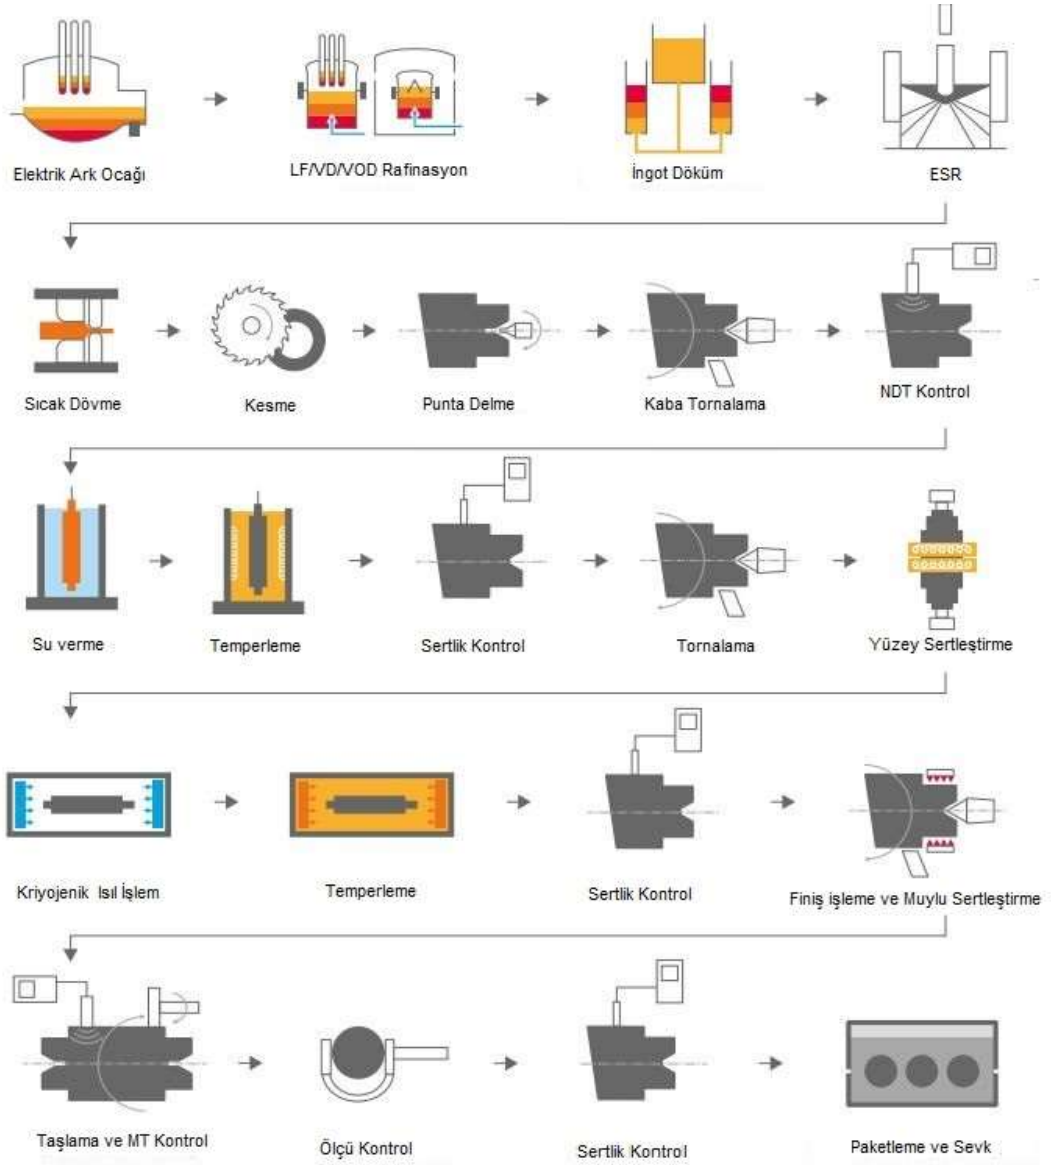 Elektrik Ark Ocağı
LF/VD/VOD Rafinasyon
İngot Döküm
ESR
Sıcak Dövme
Kesme
Punta Delme
Kaba Tornalama
NDT Kontrol
Su verme
Temperleme
Sertlik Kontrol
Tornalama
Yüzey Sertleştirme
Kriyojenik Isıl İşlem
Temperleme
Sertlik Kontrol
Finiş işleme ve Muylu Sertleştirme
Taşlama ve MT Kontrol
Ölçü Kontrol
Sertlik Kontrol
Paketleme ve Sevk